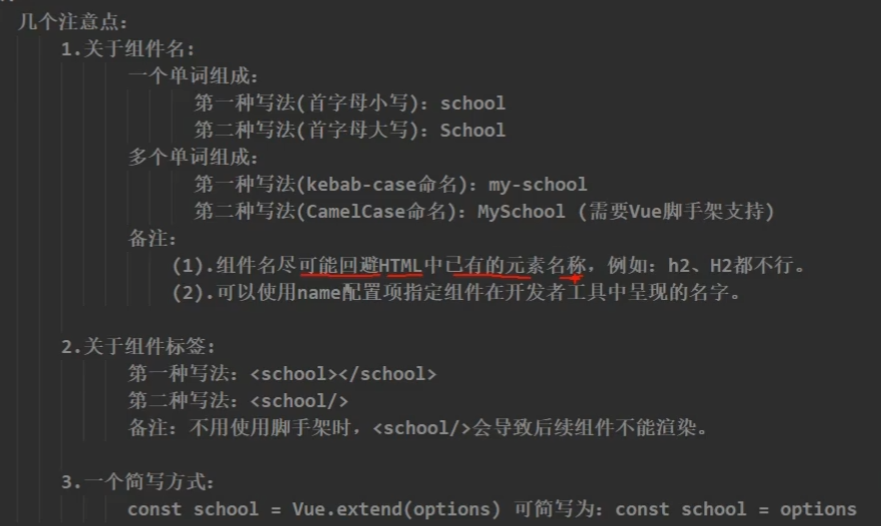 几个注意点:
1.关于组件名:
一个单词组成:
第一种写法(首字母小写): school
第二种写法(首字母大写): School
多个单词组成:
第一种写法(kebab-case命名): my-school
第二种写法(CamelCase命名): MySchool (需要Vue脚手架支持)
备注:
(1).组件名尽可能回避HTML中已有的元素名称，例如: h2、H2都不行。
(2).可以使用name配置项指定组件在开发者工具中呈现的名字。
2.关于组件标签:
第一种写法: <school></school>
第二种写法: <school/>
备注: 不用使用脚手架时，<school/>会导致后续组件不能渲染。
3.一个简写方式:
const school = Vue.extend(options) 可简写为: const school = options